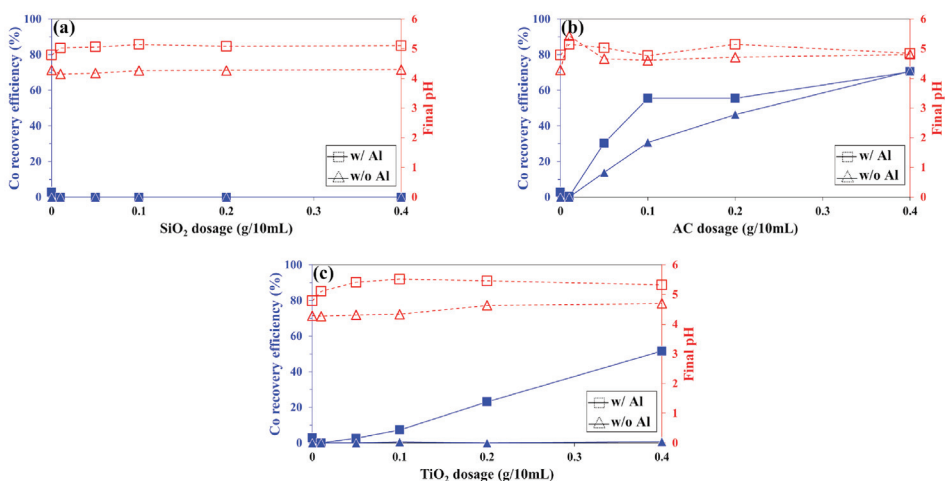 (a)
100
80
60
40
20
0
Co recovery efficiency (%)
6
5
4
3
2
1
0
Final pH
w/ Al
w/o Al
0 0.1 0.2 0.3 0.4
SiO₂ dosage (g/10mL)
(b)
100
80
60
40
20
0
Co recovery efficiency (%)
6
5
4
3
2
1
0
Final pH
w/ Al
w/o Al
0 0.1 0.2 0.3 0.4
AC dosage (g/10mL)
(c)
100
80
60
40
20
0
Co recovery efficiency (%)
6
5
4
3
2
1
0
Final pH
w/ Al
w/o Al
0 0.1 0.2 0.3 0.4
TiO₂ dosage (g/10mL)